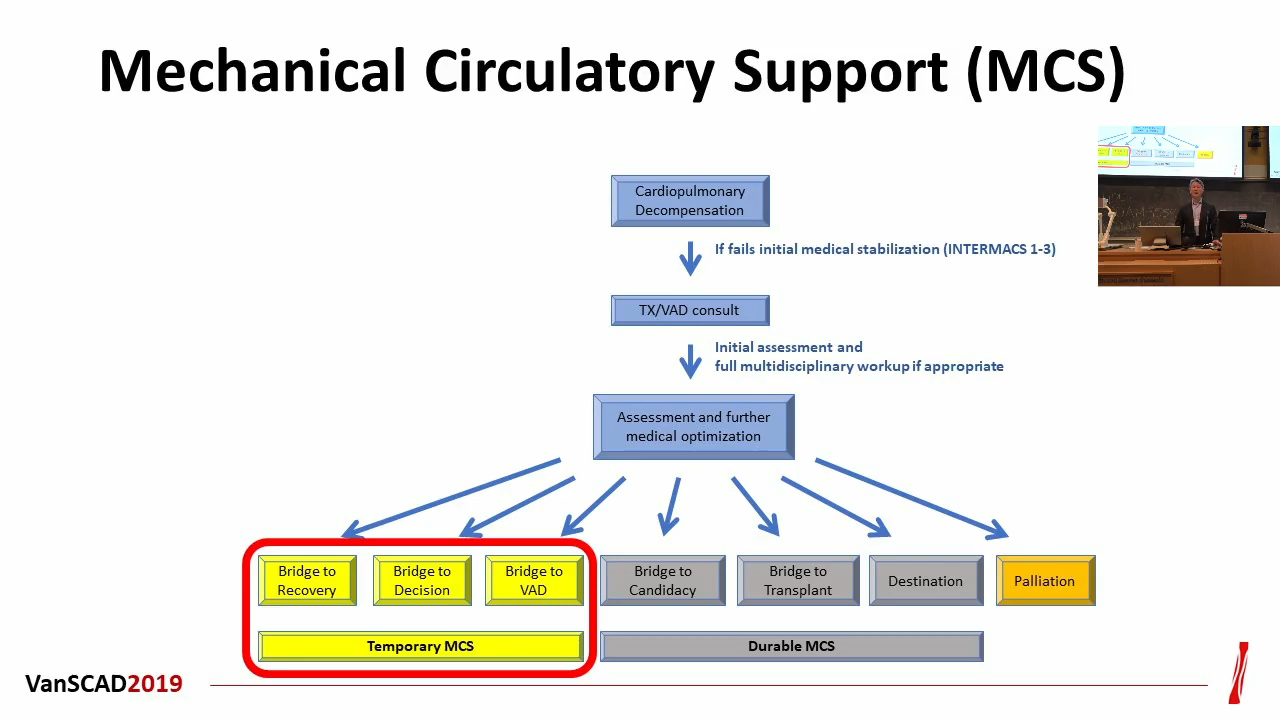 Mechanical Circulatory Support (MCS)
Cardiopulmonary
Decompensation
If fails initial medical stabilization (INTERMACS 1-3)
TX/VAD consult
Initial assessment and
full multidisciplinary workup if appropriate
Assessment and further
medical optimization
Bridge to
Recovery
Bridge to
Decision
Bridge to
VAD
Bridge to
Candidacy
Bridge to
Transplant
Destination
Palliation
Temporary MCS
Durable MCS
VanSCAD2019